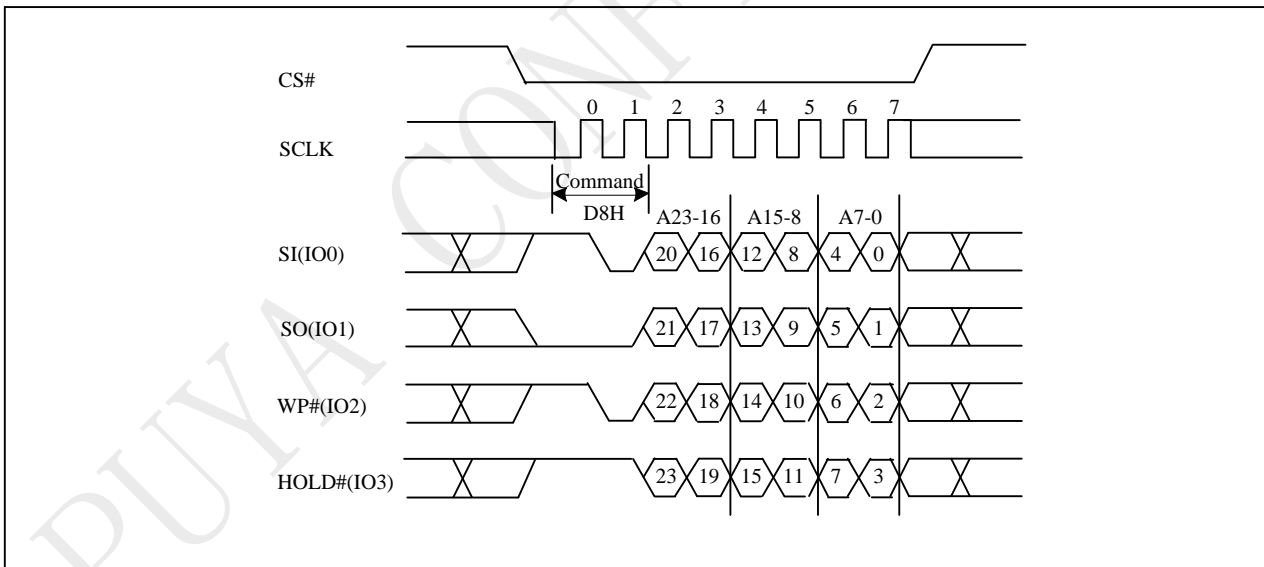 CS#
0 1 2 3 4 5 6 7
SCLK
Command
D8H
A23-16 A15-8 A7-0
SI(IO0) 20 16 12 8 4 0
SO(IO1) 21 17 13 9 5 1
WP#(IO2) 22 18 14 10 6 2
HOLD#(IO3) 23 19 15 11 7 3
PUYA CONF